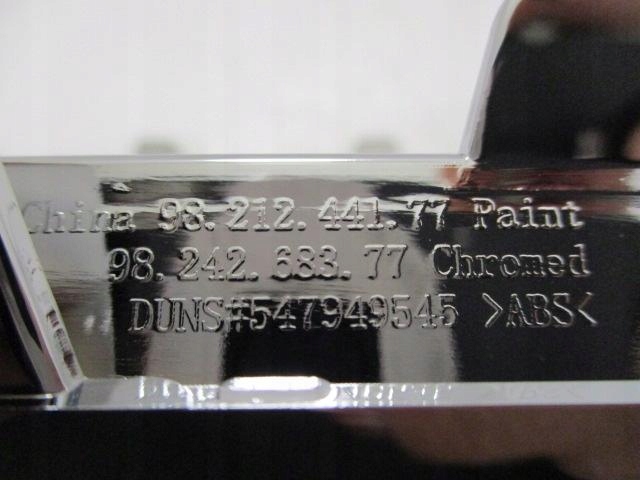 China 98.212.441.77 Paint
98.242.683.77 Chromed
DUNS#547949545 >ABS<